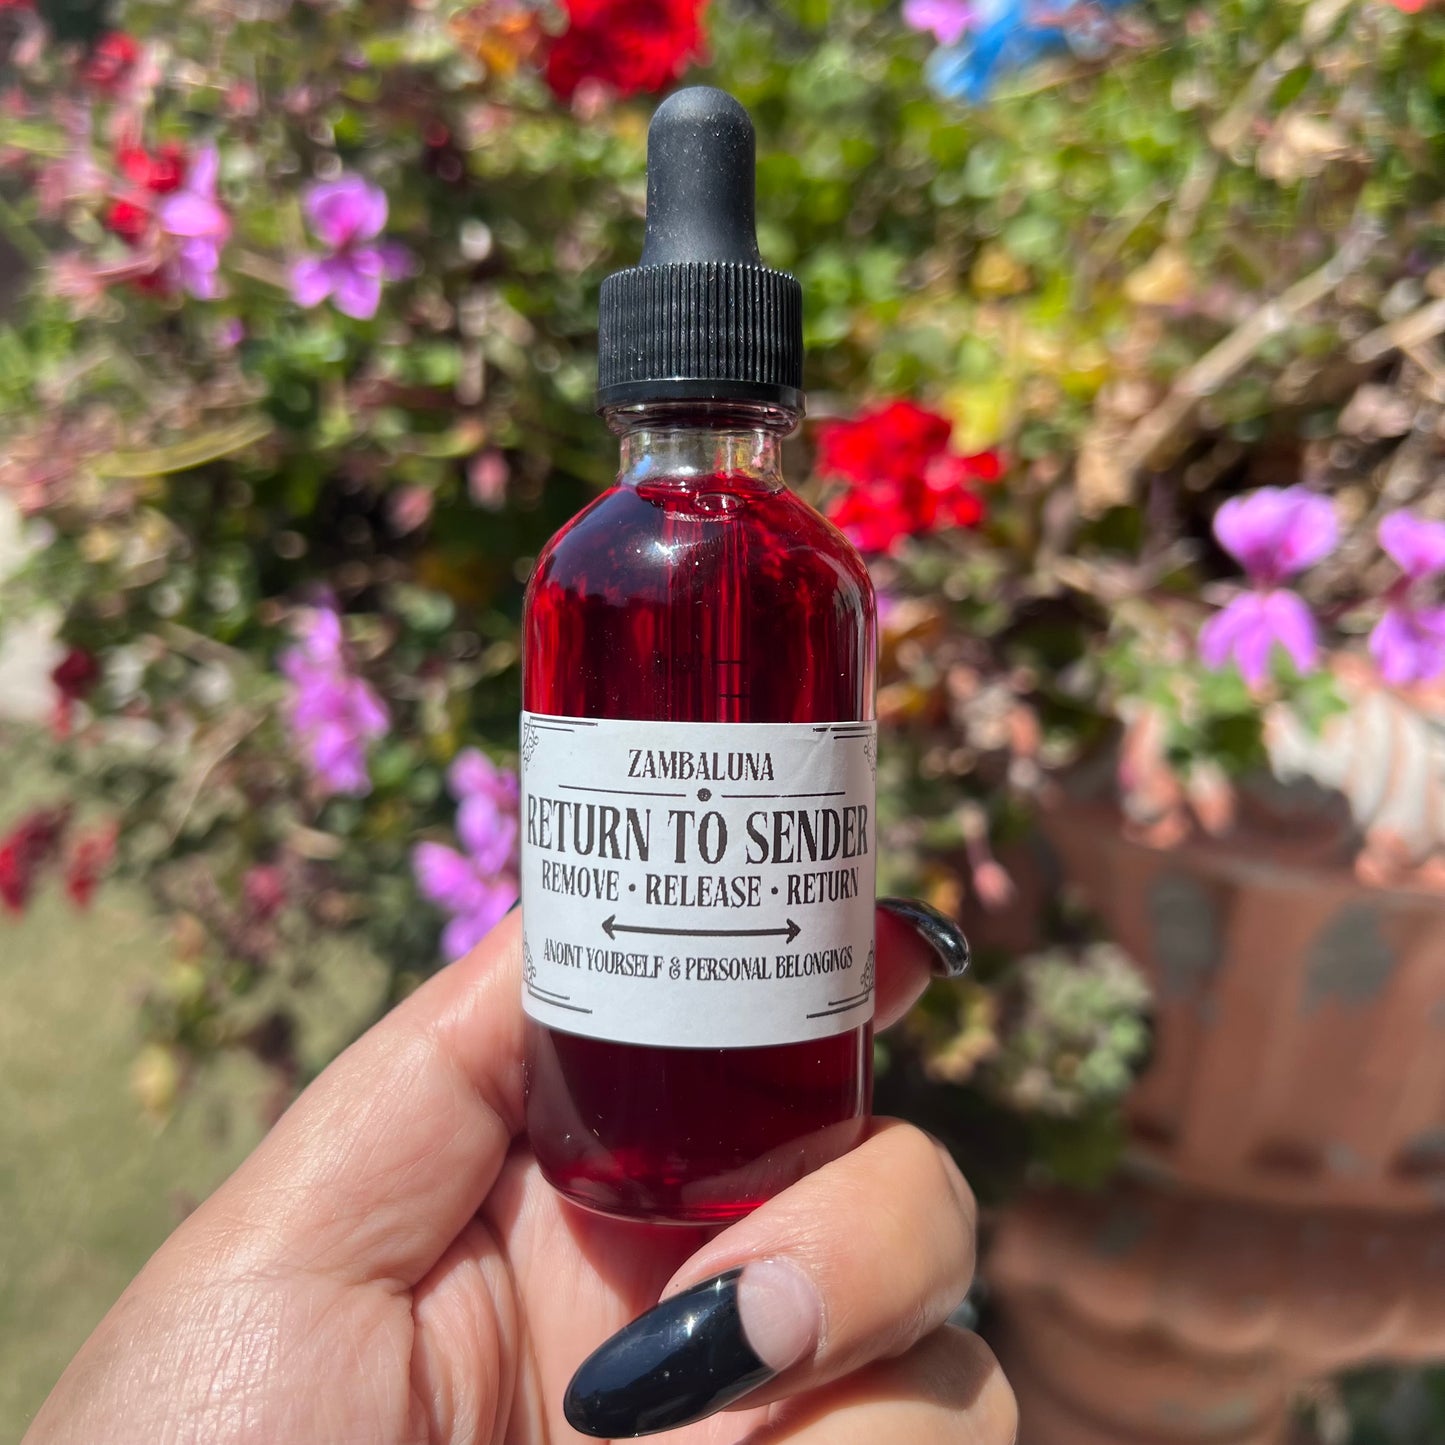 ZAMBALUNA
RETURN TO SENDER
REMOVE • RELEASE • RETURN
ANOINT YOURSELF & PERSONAL BELONGINGS